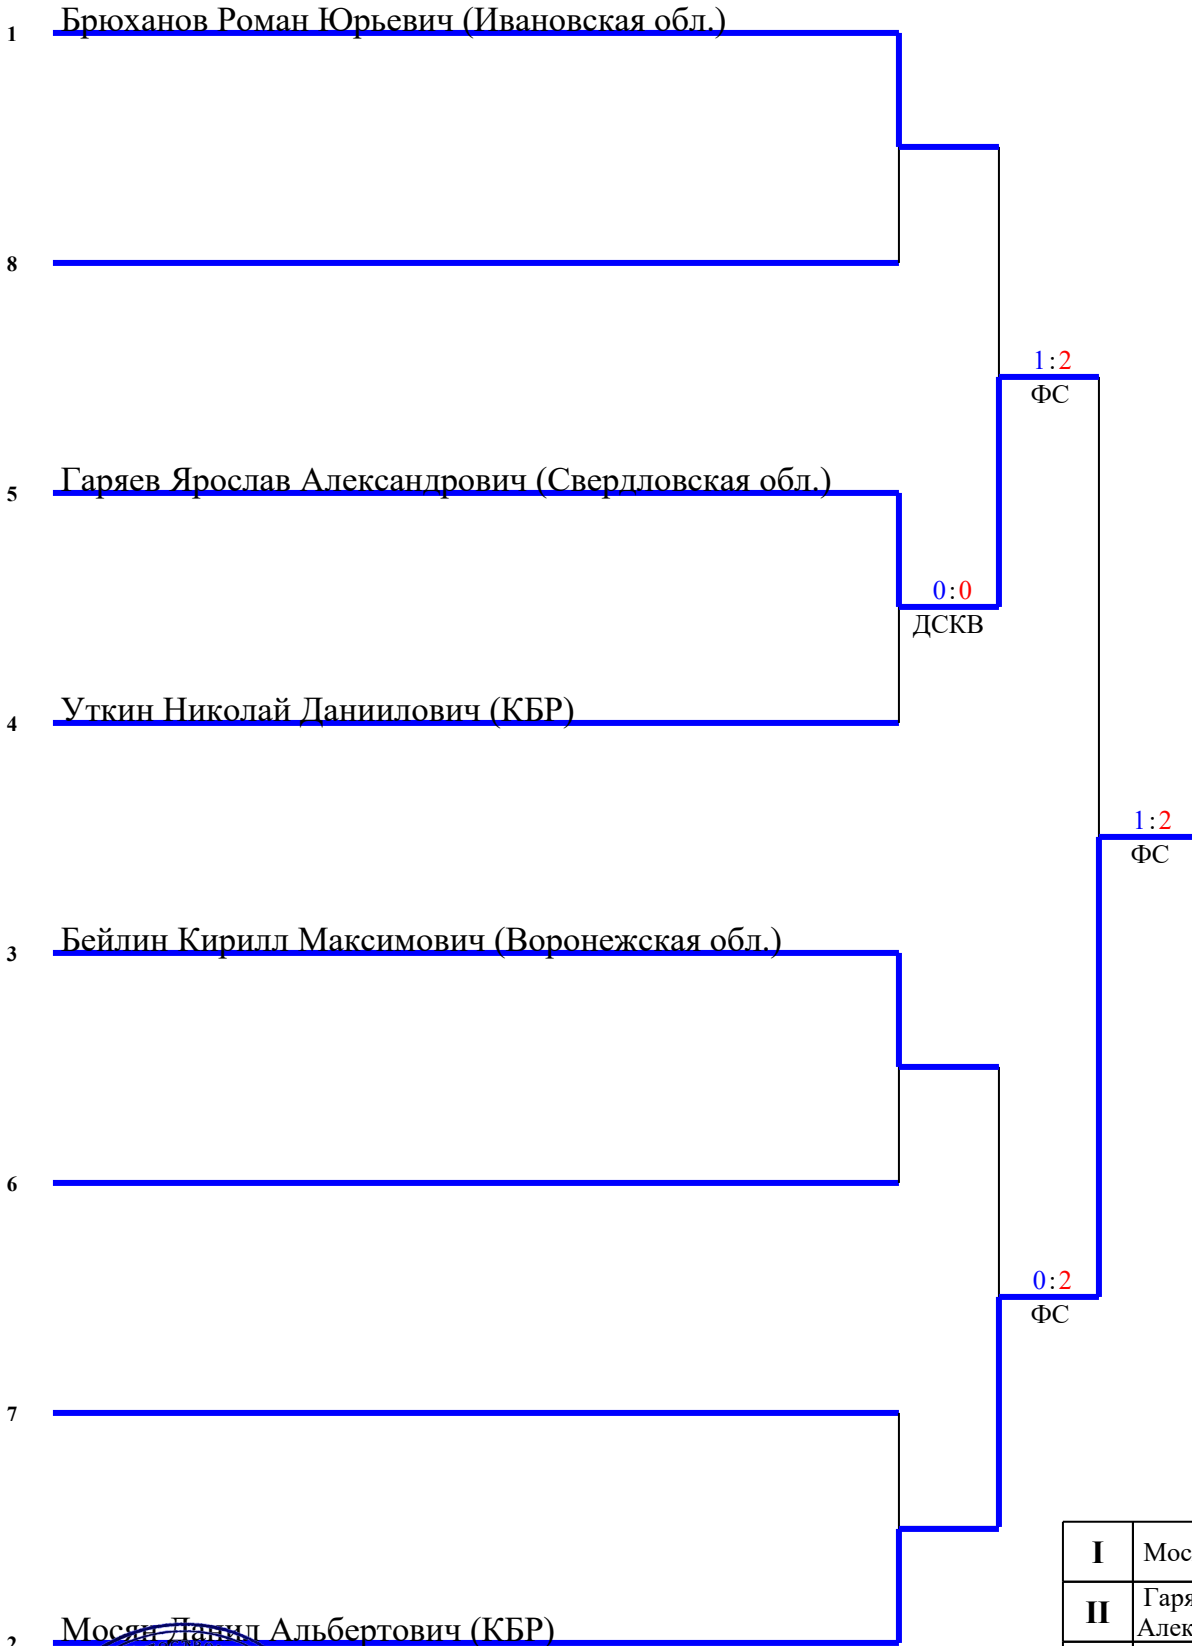 1 Брюханов Роман Юрьевич (Ивановская обл.)
8
1:2
ФС
5 Гаряев Ярослав Александрович (Свердловская обл.)
0:0
ДСКВ
4 Уткин Николай Даниилович (КБР)
1:2
ФС
3 Бейлин Кирилл Максимович (Воронежская обл.)
6
0:2
ФС
7
I Мос
II Гаря
Алек
2 Мосян Данил Альбертович (КБР)